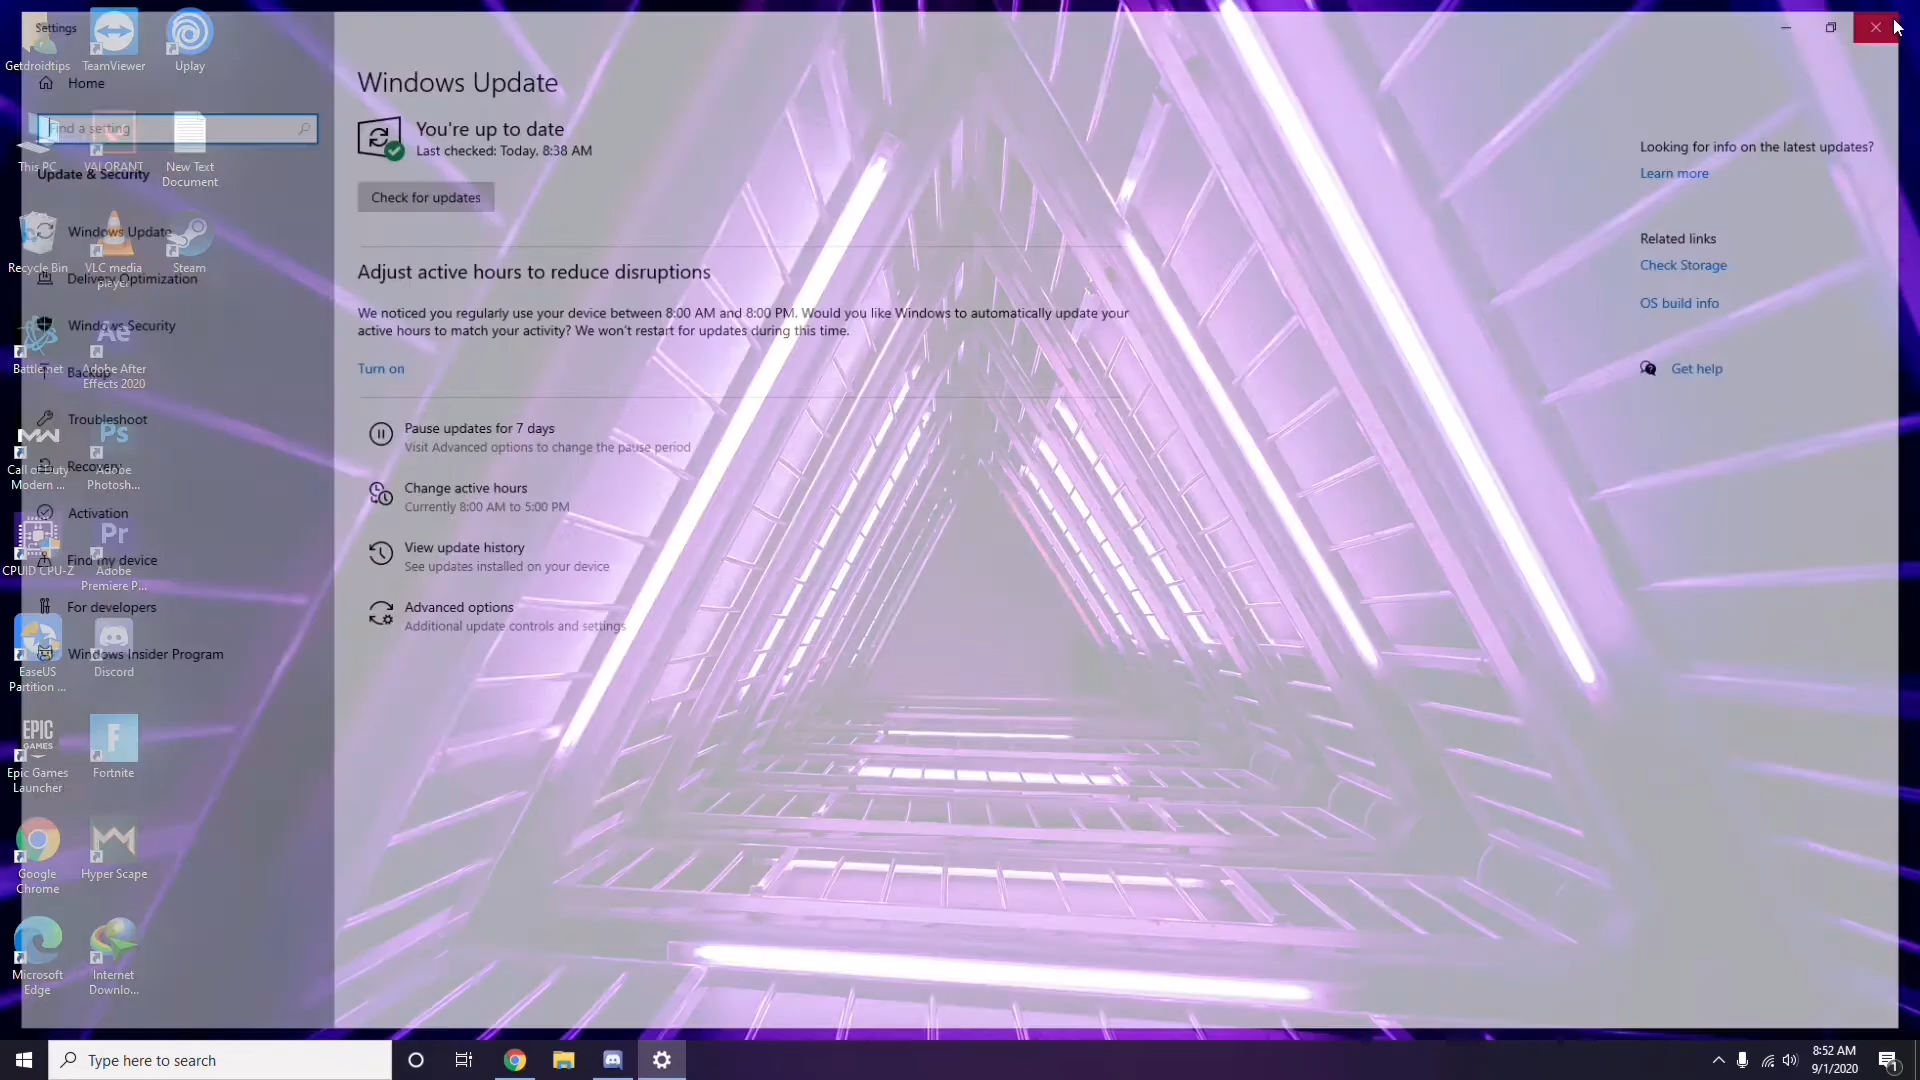 Settings
Home
Find a setting
Update & Security
Windows Update
Delivery Optimization
Windows Security
Backup
Troubleshoot
Recovery
Activation
Find my device
For developers
Windows Insider Program
Windows Update
You're up to date
Last checked: Today, 8:38 AM
Check for updates
Adjust active hours to reduce disruptions
We noticed you regularly use your device between 8:00 AM and 8:00 PM. Would you like Windows to automatically update your
active hours to match your activity? We won't restart for updates during this time.
Turn on
Pause updates for 7 days
Visit Advanced options to change the pause period
Change active hours
Currently 8:00 AM to 5:00 PM
View update history
See updates installed on your device
Advanced options
Additional update controls and settings
Looking for info on the latest updates?
Learn more
Related links
Check Storage
OS build info
Get help
Getdroidtips
TeamViewer
Uplay
This PC
VALORANT
New Text
Document
Recycle Bin
VLC media
player
Steam
Battle.net
Ae
Adobe After
Effects 2020
MW
Call of Duty
Modern ...
Ps
Adobe
Photosh...
CPUID CPU-Z
Pr
Adobe
Premiere P...
EaseUS
Partition ...
Discord
EPIC
GAMES
Epic Games
Launcher
F
Fortnite
Google
Chrome
Hyper Scape
Microsoft
Edge
Internet
Downlo...
Type here to search
8:52 AM
9/1/2020
1